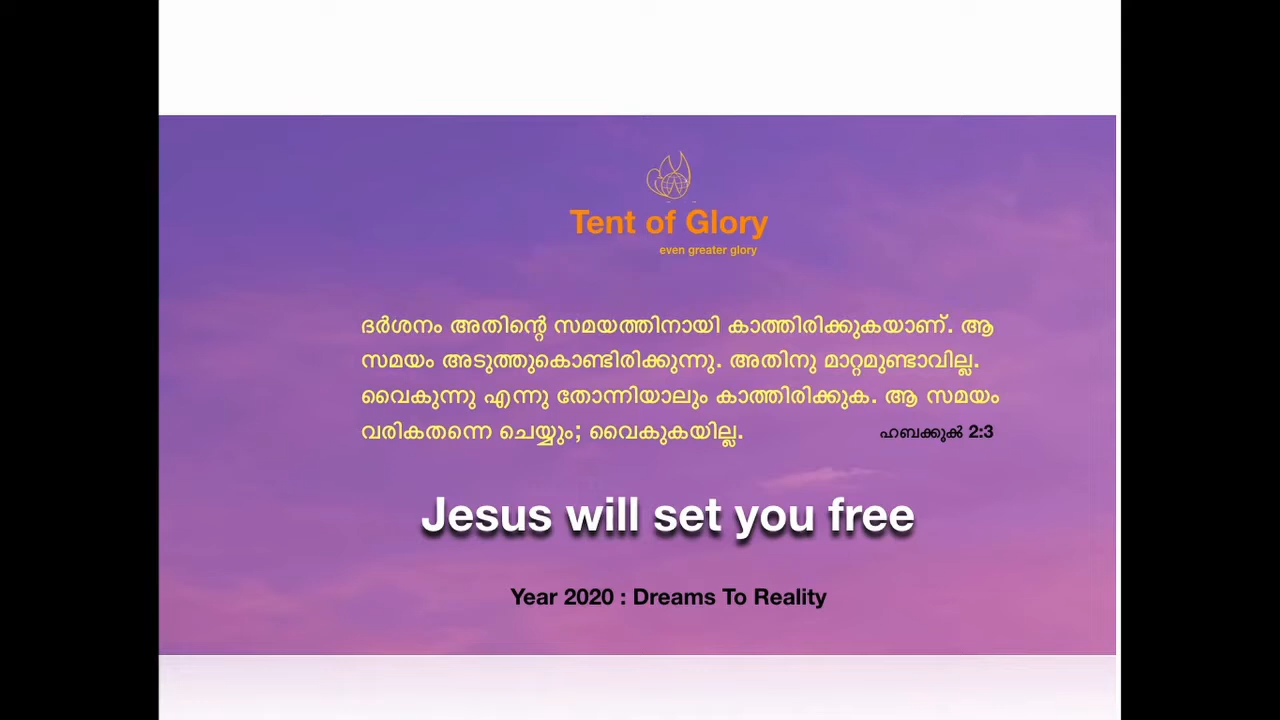 Tent of Glory
even greater glory
ദർശനം അതിന്റെ സമയത്തിനായി കാത്തിരിക്കുകയാണ്. ആ
സമയം അടുത്തുകൊണ്ടിരിക്കുന്നു. അതിനു മാറ്റമുണ്ടാവില്ല.
വൈകുന്നു എന്നു തോന്നിയാലും കാത്തിരിക്കുക. ആ സമയം
വരികതന്നെ ചെയ്യും; വൈകുകയില്ല. ഹബക്കൂക്‍ 2:3
Jesus will set you free
Year 2020 : Dreams To Reality